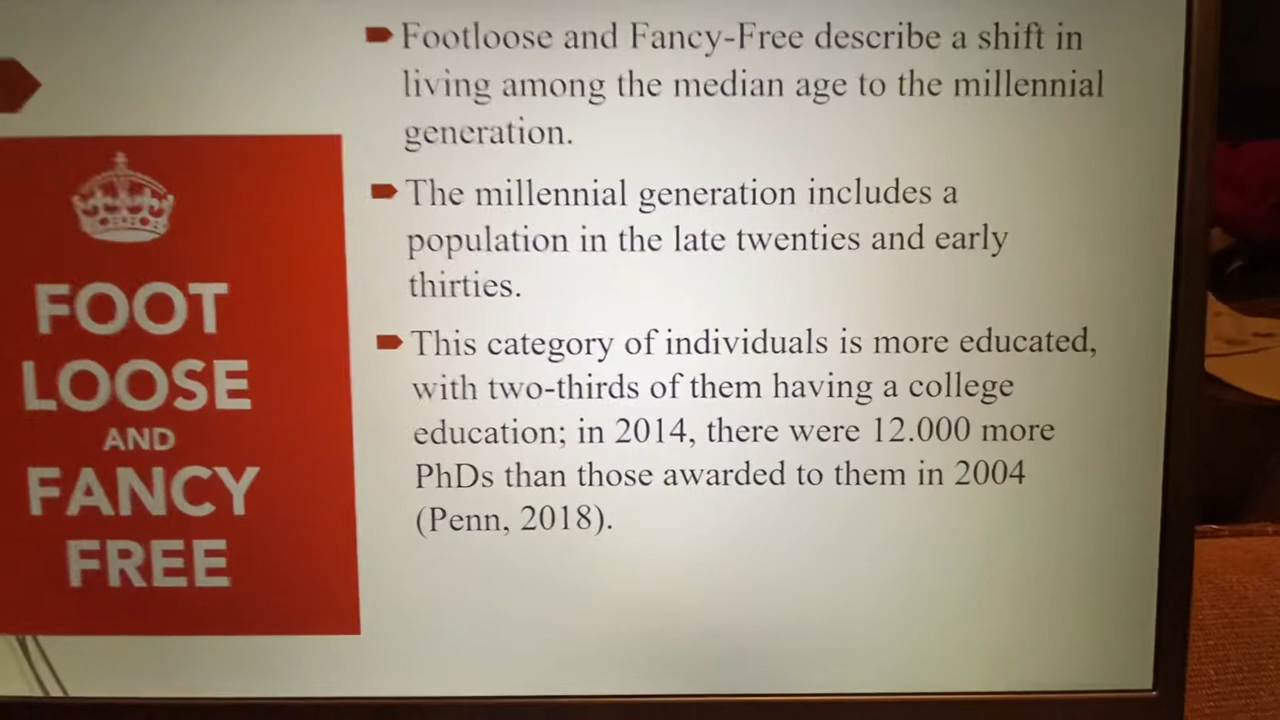 Footloose and Fancy-Free describe a shift in
living among the median age to the millennial
generation.
The millennial generation includes a
population in the late twenties and early
thirties.
This category of individuals is more educated,
with two-thirds of them having a college
education; in 2014, there were 12.000 more
PhDs than those awarded to them in 2004
(Penn, 2018).
FOOT
LOOSE
AND
FANCY
FREE